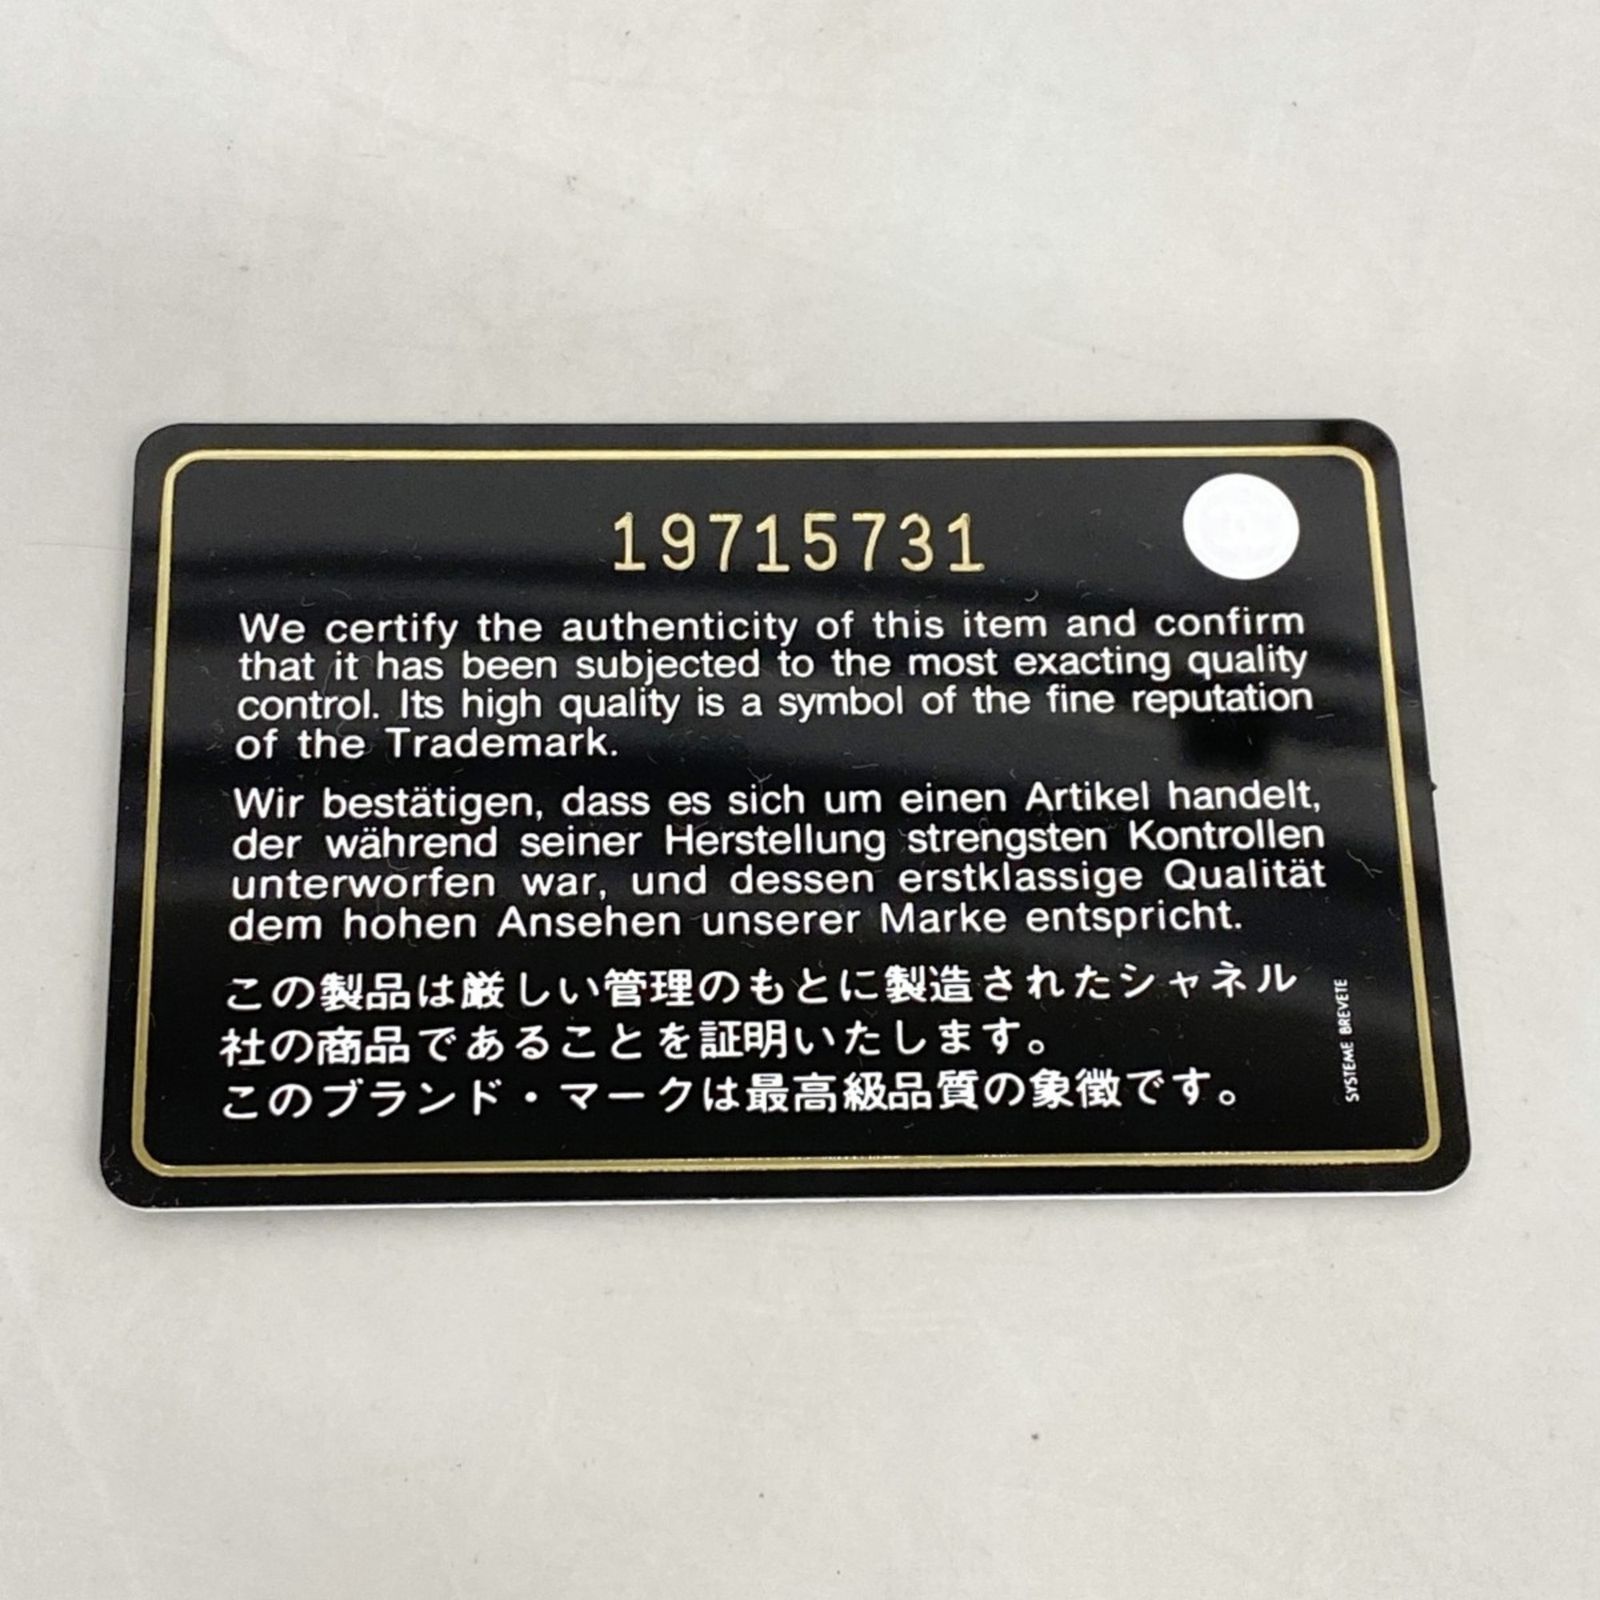 19715731
We certify the authenticity of this item and confirm
that it has been subjected to the most exacting quality
control. Its high quality is a symbol of the fine reputation
of the Trademark.
Wir bestätigen, dass es sich um einen Artikel handelt,
der während seiner Herstellung strengsten Kontrollen
unterworfen war, und dessen erstklassige Qualität
dem hohen Ansehen unserer Marke entspricht.
この製品は厳しい管理のもとに製造されたシャネル
社の商品であることを証明いたします。
このブランド・マークは最高級品質の象徴です。
SYSTEME BREVETE